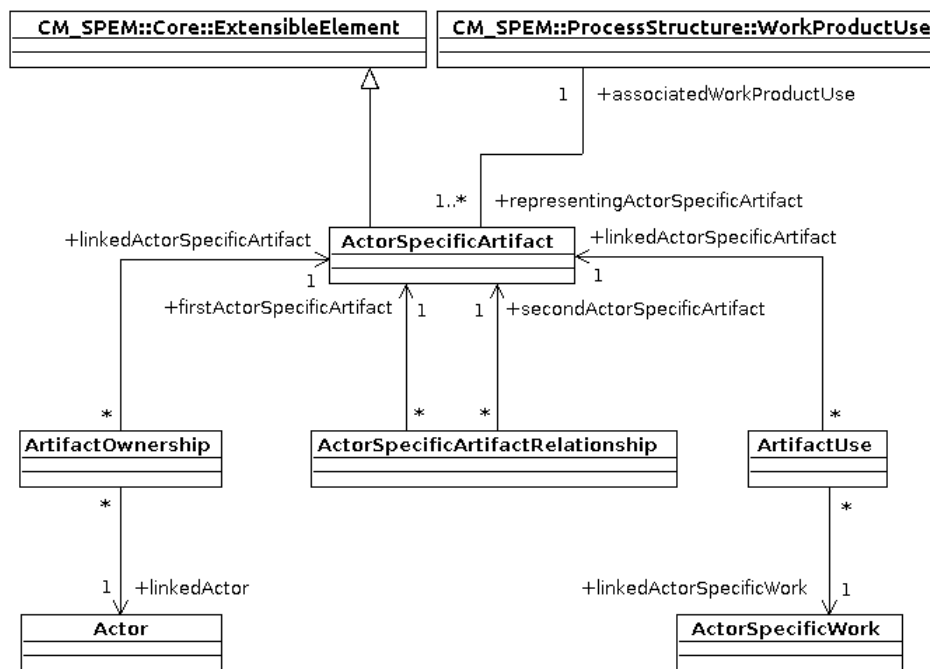 CM_SPEM::Core::ExtensibleElement
CM_SPEM::ProcessStructure::WorkProductUse
1 +associatedWorkProductUse
1..* +representingActorSpecificArtifact
+linkedActorSpecificArtifact
ActorSpecificArtifact
+linkedActorSpecificArtifact
1
1
+firstActorSpecificArtifact
1
1
+secondActorSpecificArtifact
*
*
*
*
ArtifactOwnership
ActorSpecificArtifactRelationship
ArtifactUse
*
*
1 +linkedActor
+linkedActorSpecificWork 1
Actor
ActorSpecificWork